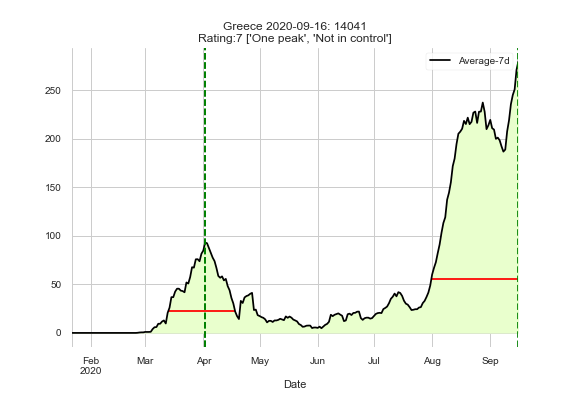 Greece 2020-09-16: 14041
Rating:7 ['One peak', 'Not in control']
Average-7d
250
200
150
100
50
0
Feb Mar Apr May Jun Jul Aug Sep
2020
Date